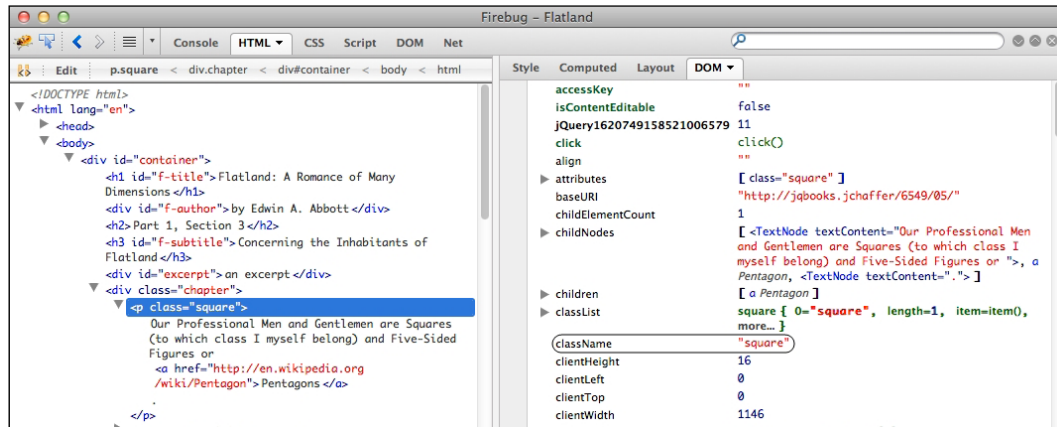 Firebug – Flatland
Console HTML CSS Script DOM Net
Edit p.square < div.chapter < div#container < body < html
<!DOCTYPE html>
<html lang="en">
<head>
<body>
<div id="container">
<h1 id="f-title">Flatland: A Romance of Many
Dimensions</h1>
<div id="f-author">by Edwin A. Abbott</div>
<h2>Part 1, Section 3</h2>
<h3 id="f-subtitle">Concerning the Inhabitants of
Flatland</h3>
<div id="excerpt">an excerpt</div>
<div class="chapter">
<p class="square">
Our Professional Men and Gentlemen are Squares
(to which class I myself belong) and Five-Sided
Figures or
<a href="http://en.wikipedia.org
/wiki/Pentagon">Pentagons</a>
.
</p>
Style Computed Layout DOM
accessKey ""
isContentEditable false
jQuery1620749158521006579 11
click click()
align ""
attributes [ class="square" ]
baseURI "http://jqbooks.jchaffer/6549/05/"
childElementCount 1
childNodes [ <TextNode textContent="Our Professional Men
and Gentlemen are Squares (to which class I
myself belong) and Five-Sided Figures or ">, a
Pentagon, <TextNode textContent="."> ]
children [ a Pentagon ]
classList square { 0="square", length=1, item=item(),
more... }
className "square"
clientHeight 16
clientLeft 0
clientTop 0
clientWidth 1146